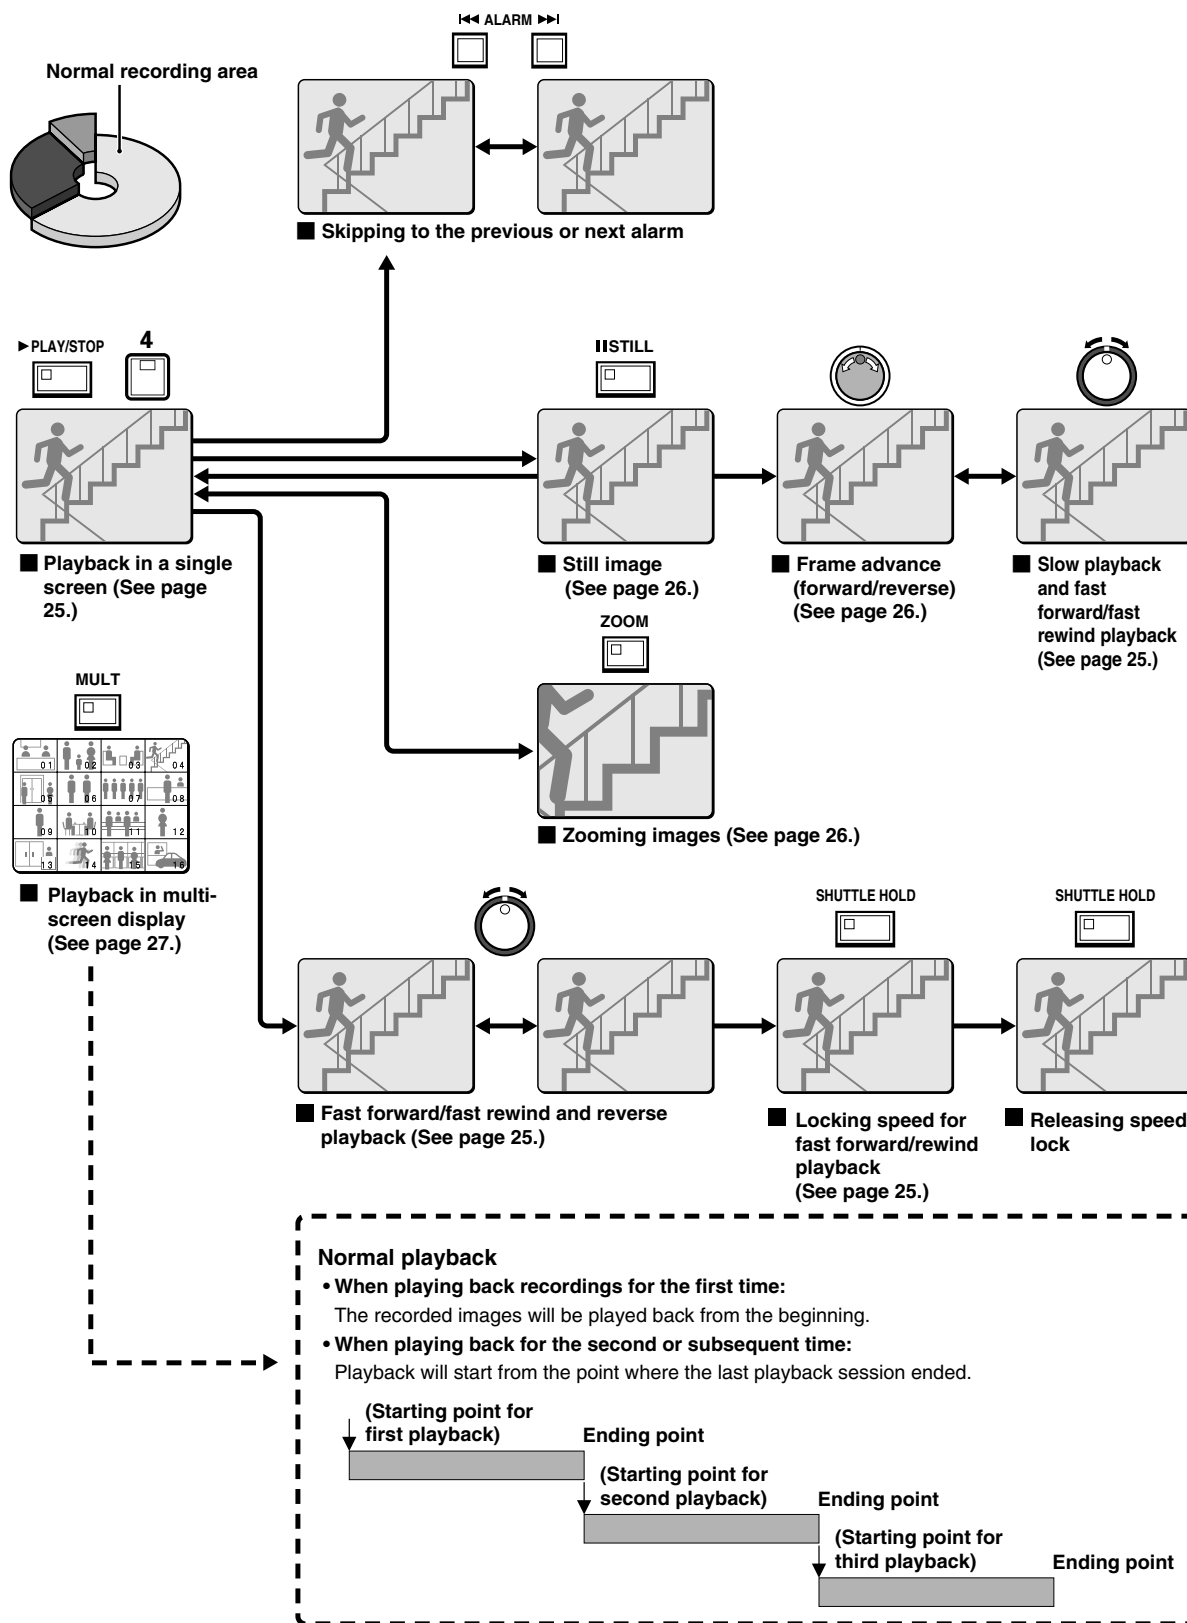 ALARM
Normal recording area
■ Skipping to the previous or next alarm
PLAY/STOP
4
STILL
■ Playback in a single
screen (See page
25.)
■ Still image
(See page 26.)
■ Frame advance
(forward/reverse)
(See page 26.)
■ Slow playback
and fast
forward/fast
rewind playback
(See page 25.)
ZOOM
MULT
01 02 03 04
05 06 07 08
09 10 11 12
13 14 15 16
■ Zooming images (See page 26.)
■ Playback in multi-
screen display
(See page 27.)
SHUTTLE HOLD
SHUTTLE HOLD
■ Fast forward/fast rewind and reverse
playback (See page 25.)
■ Locking speed for
fast forward/rewind
playback
(See page 25.)
■ Releasing speed
lock
Normal playback
• When playing back recordings for the first time:
The recorded images will be played back from the beginning.
• When playing back for the second or subsequent time:
Playback will start from the point where the last playback session ended.
(Starting point for
first playback)
Ending point
(Starting point for
second playback)
Ending point
(Starting point for
third playback)
Ending point